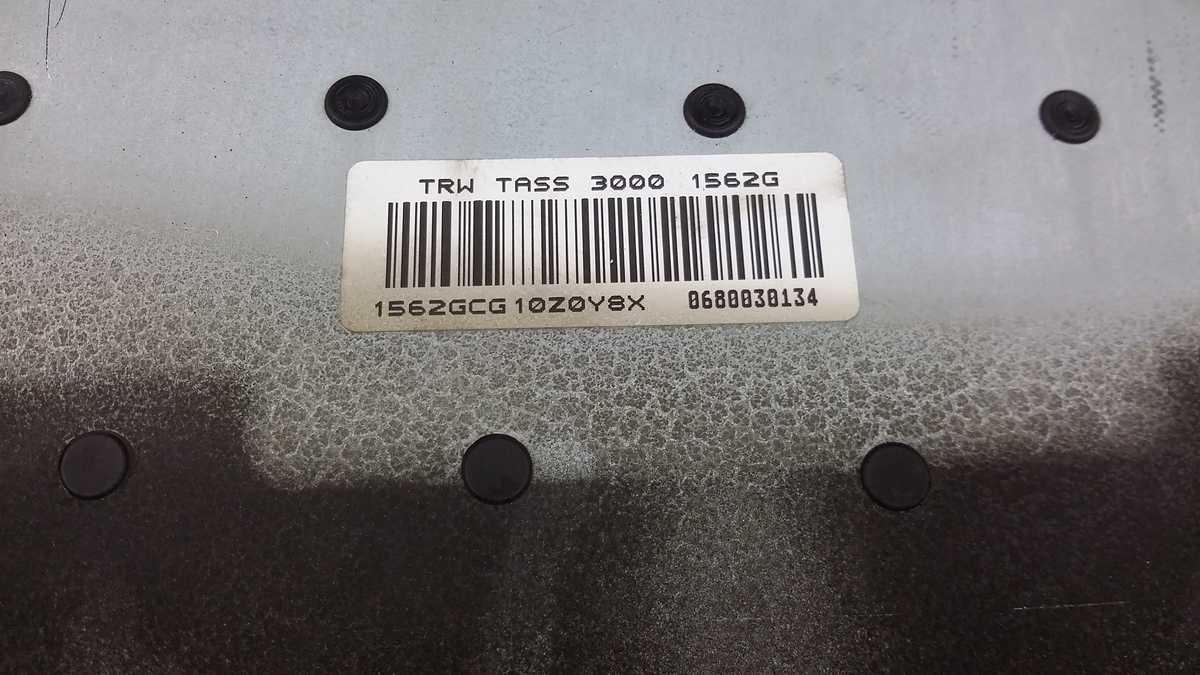 TRW TASS 3000 1562G
1562GCG10Z0Y8X 0680030134